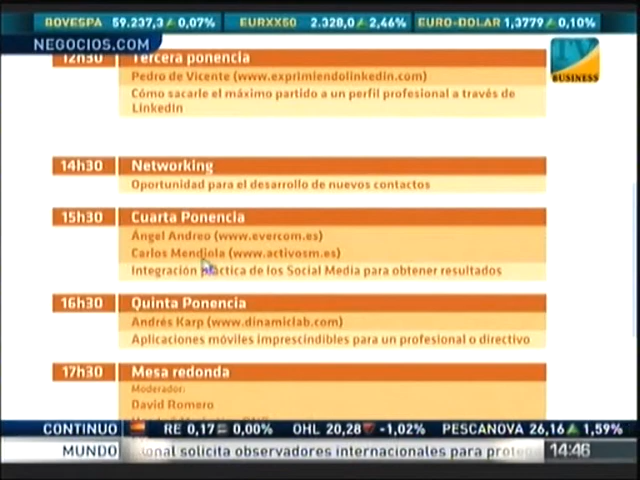 BOVESPA 59.237,3 0,07% EURXX50 2.328,0 2,46% EURO-DOLAR 1,3779 0,10%
NEGOCIOS.COM
TV
BUSINESS
12h30 Tercera ponencia
Pedro de Vicente (www.exprimiendolinkedin.com)
Cómo sacarle el máximo partido a un perfil profesional a través de
LinkedIn
14h30 Networking
Oportunidad para el desarrollo de nuevos contactos
15h30 Cuarta Ponencia
Ángel Andreo (www.evercom.es)
Carlos Mendiola (www.activosm.es)
Integración práctica de los Social Media para obtener resultados
16h30 Quinta Ponencia
Andrés Karp (www.dinamiclab.com)
Aplicaciones móviles imprescindibles para un profesional o directivo
17h30 Mesa redonda
Moderador:
David Romero
CONTINUO RE 0,17 = 0,00% OHL 20,28 -1,02% PESCANOVA 26,16 1,59%
MUNDO ional solicita observadores internacionales para prote 14:46